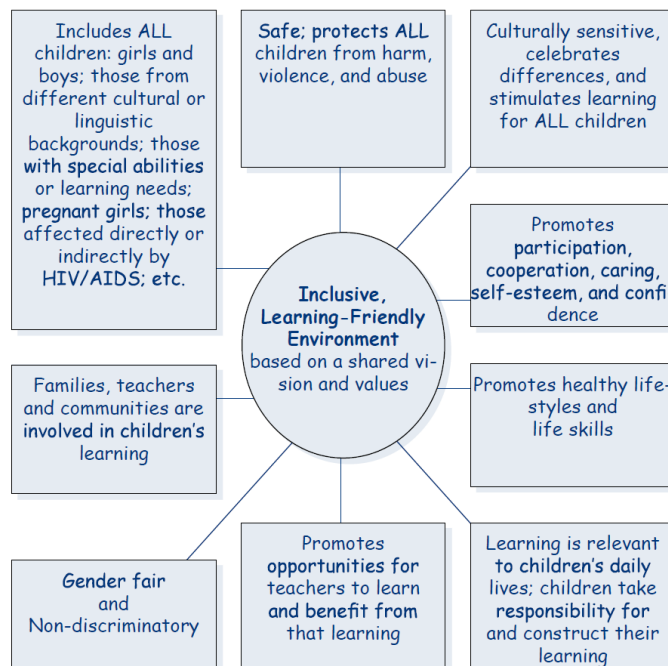 Includes ALL
children: girls and
boys; those from
different cultural or
linguistic
backgrounds; those
with special abilities
or learning needs;
pregnant girls; those
affected directly or
indirectly by
HIV/AIDS; etc.
Safe; protects ALL
children from harm,
violence, and abuse
Culturally sensitive,
celebrates
differences, and
stimulates learning
for ALL children
Promotes
participation,
cooperation, caring,
self-esteem, and confi
dence
Inclusive,
Learning-Friendly
Environment
based on a shared vi-
sion and values
Families, teachers
and communities are
involved in children’s
learning
Promotes healthy life-
styles and
life skills
Gender fair
and
Non-discriminatory
Promotes
opportunities for
teachers to learn
and benefit from
that learning
Learning is relevant
to children’s daily
lives; children take
responsibility for
and construct their
learning